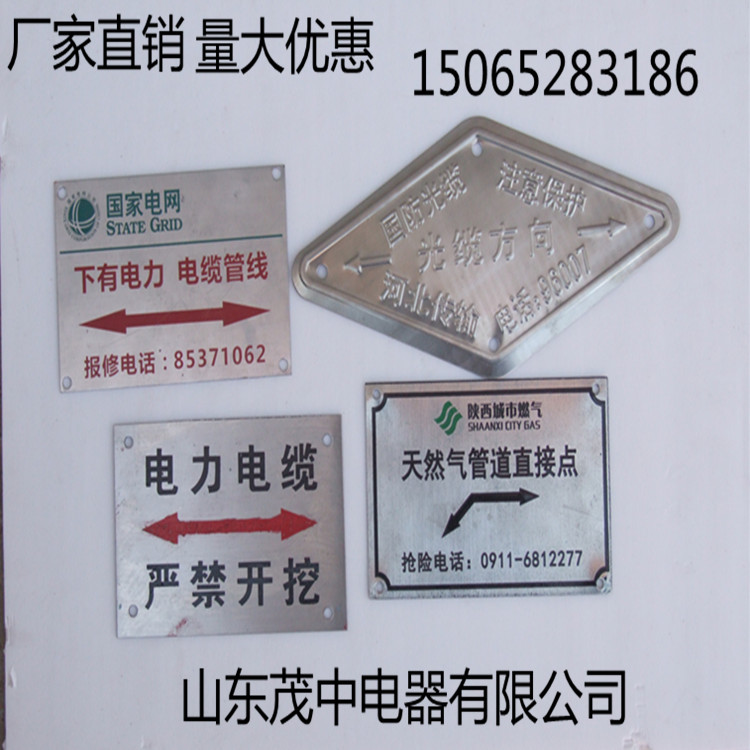 厂家直销 量大优惠
15065283186
国家电网
STATE GRID
下有电力 电缆管线
报修电话：85371062
国防光缆 注意保护
光缆方向
河北传输 电话:96007
电力电缆
严禁开挖
陕西城市燃气
SHAANXI CITY GAS
天然气管道直接点
抢险电话：0911-6812277
山东茂中电器有限公司